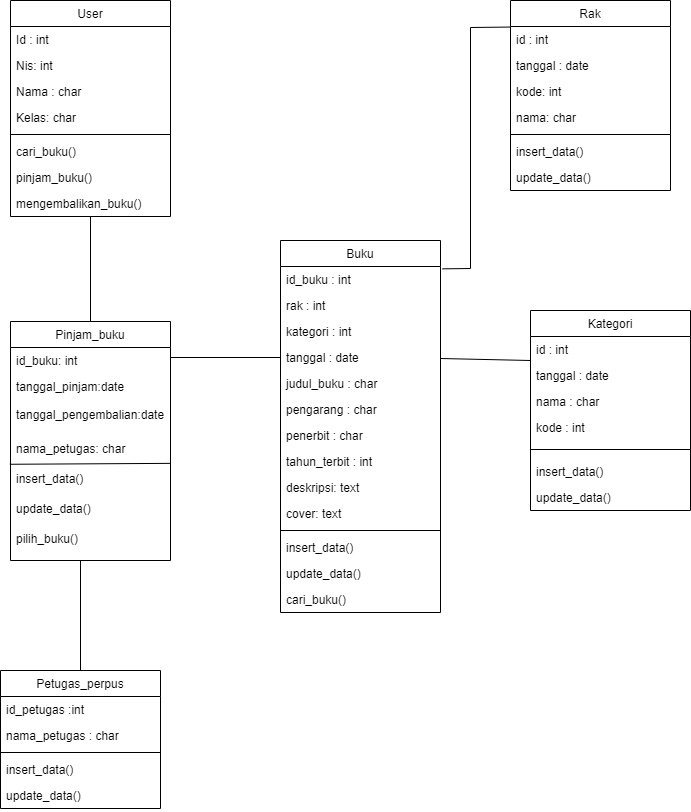 User
Id : int
Nis: int
Nama : char
Kelas: char
cari_buku()
pinjam_buku()
mengembalikan_buku()
Rak
id : int
tanggal : date
kode: int
nama: char
insert_data()
update_data()
Buku
id_buku : int
rak : int
kategori : int
tanggal : date
judul_buku : char
pengarang : char
penerbit : char
tahun_terbit : int
deskripsi: text
cover: text
insert_data()
update_data()
cari_buku()
Kategori
id : int
tanggal : date
nama : char
kode : int
insert_data()
update_data()
Pinjam_buku
id_buku: int
tanggal_pinjam:date
tanggal_pengembalian:date
nama_petugas: char
insert_data()
update_data()
pilih_buku()
Petugas_perpus
id_petugas :int
nama_petugas : char
insert_data()
update_data()